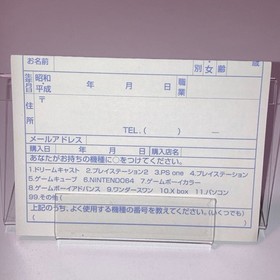 お名前 別 女 齢 歳
生年月日 昭和 平成 年 月 日 職業
住所 〒
TEL. ( ) －
メールアドレス
購入日 年 月 日 購入店名
あなたがお持ちの機種に○をつけてください。
1.ドリームキャスト 2.プレイステーション2 3.PS one 4.プレイステーション
5.ゲームキューブ 6.NINTENDO64 7.ゲームボーイカラー
8.ゲームボーイアドバンス 9.ワンダースワン 10.X box 11.パソコン
99.その他( )
上記のうち、よく使用する機種の番号を教えてください。(いくつでも)
( )